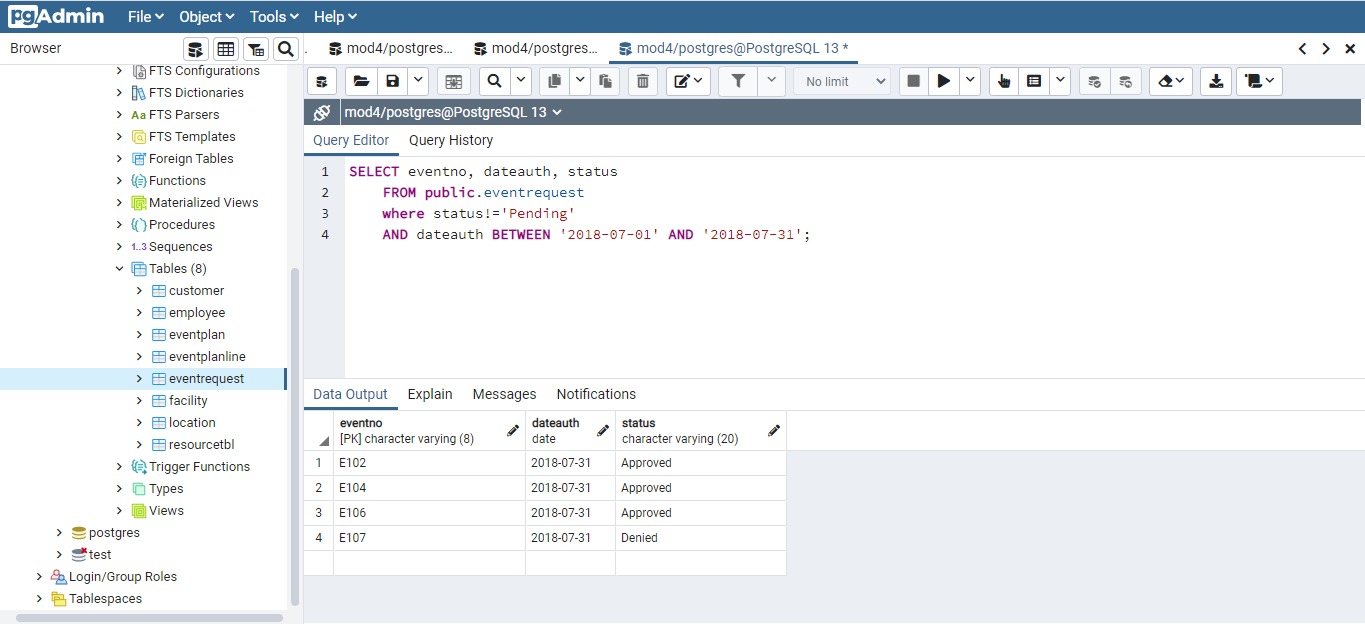 pgAdmin File Object Tools Help
Browser
mod4/postgres...
mod4/postgres...
mod4/postgres@PostgreSQL 13 *
No limit
mod4/postgres@PostgreSQL 13
Query Editor
Query History
FTS Configurations
FTS Dictionaries
Aa FTS Parsers
FTS Templates
Foreign Tables
Functions
Materialized Views
Procedures
1..3 Sequences
Tables (8)
customer
employee
eventplan
eventplanline
eventrequest
facility
location
resourcetbl
Trigger Functions
Types
Views
postgres
test
Login/Group Roles
Tablespaces
1 SELECT eventno, dateauth, status
2 FROM public.eventrequest
3 where status!='Pending'
4 AND dateauth BETWEEN '2018-07-01' AND '2018-07-31';
Data Output Explain Messages Notifications
eventno dateauth status
[PK] character varying (8) date character varying (20)
1 E102 2018-07-31 Approved
2 E104 2018-07-31 Approved
3 E106 2018-07-31 Approved
4 E107 2018-07-31 Denied